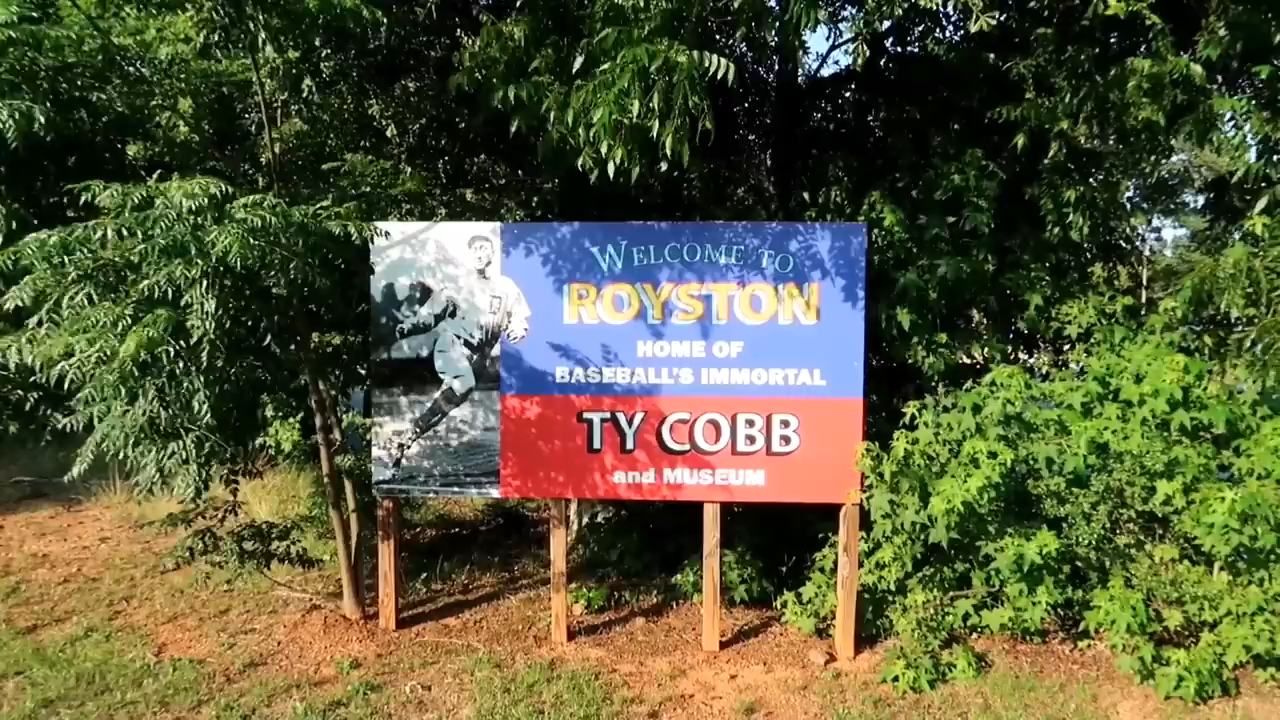 WELCOME TO
ROYSTON
HOME OF
BASEBALL'S IMMORTAL
TY COBB
and MUSEUM